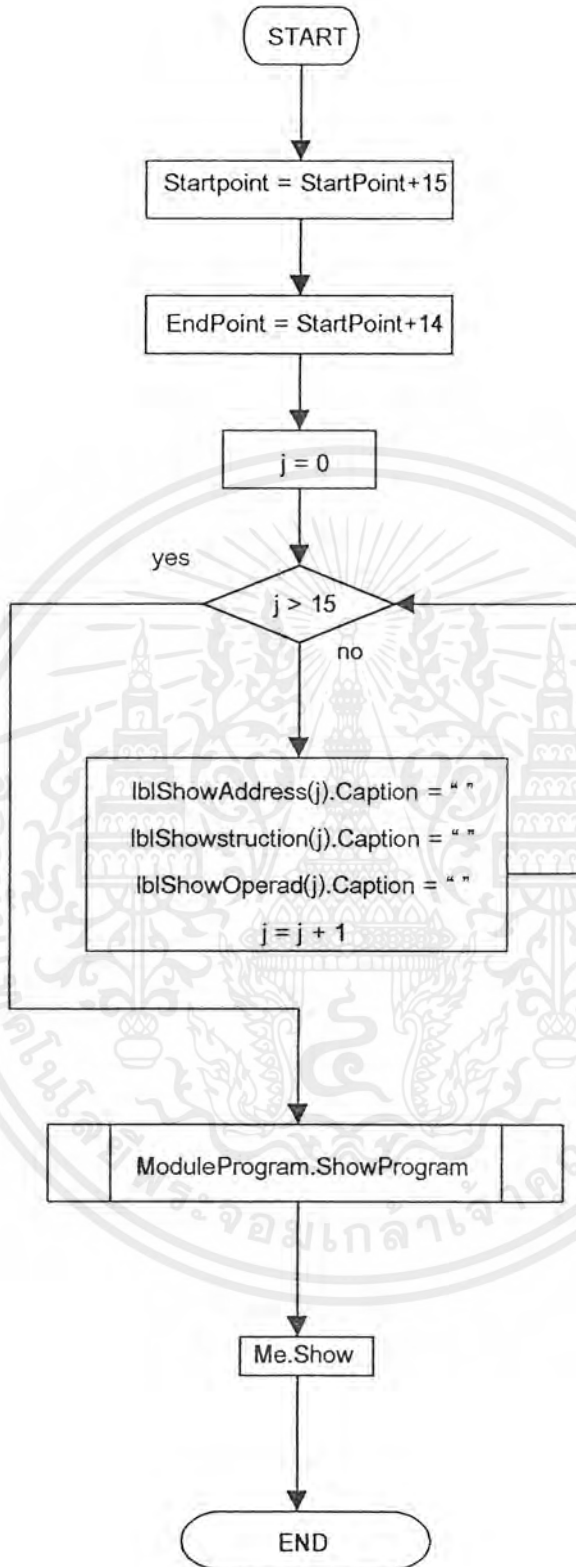 START
Startpoint = StartPoint+15
EndPoint = StartPoint+14
j = 0
yes
j > 15
no
lblShowAddress(j).Caption = “ ”
lblShowstruction(j).Caption = “ ”
lblShowOperad(j).Caption = “ ”
j = j + 1
ModuleProgram.ShowProgram
Me.Show
END